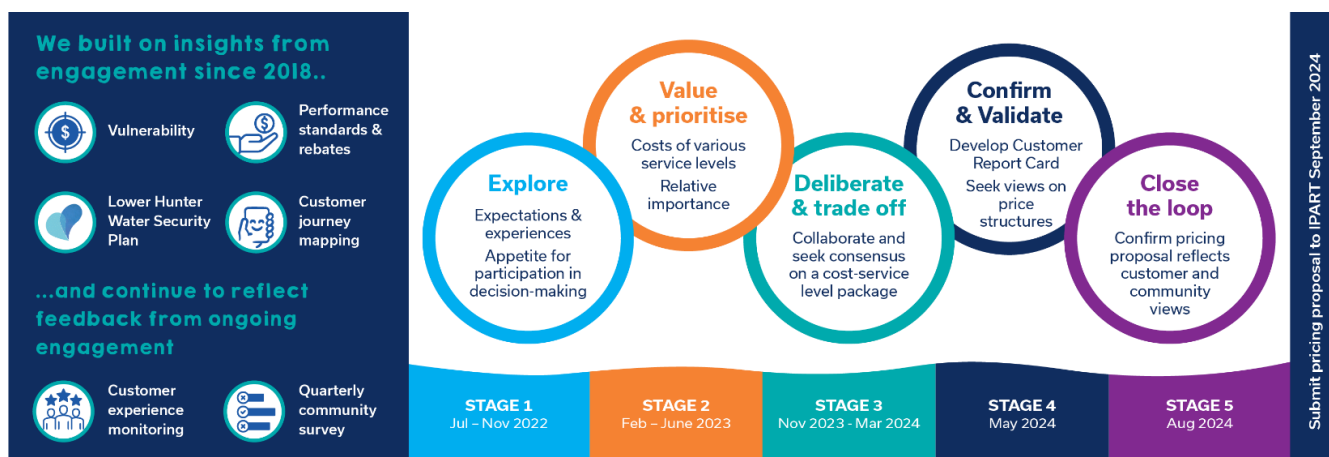 We built on insights from
engagement since 2018..
Vulnerability
Performance
standards &
rebates
Lower Hunter
Water Security
Plan
Customer
journey
mapping
...and continue to reflect
feedback from ongoing
engagement
Customer
experience
monitoring
Quarterly
community
survey
Explore
Expectations &
experiences
Appetite for
participation in
decision-making
Value
& prioritise
Costs of various
service levels
Relative
importance
Deliberate
& trade off
Collaborate and
seek consensus
on a cost-service
level package
Confirm
& Validate
Develop Customer
Report Card
Seek views on
price
structures
Close
the loop
Confirm pricing
proposal reflects
customer and
community
views
STAGE 1
Jul – Nov 2022
STAGE 2
Feb – June 2023
STAGE 3
Nov 2023 - Mar 2024
STAGE 4
May 2024
STAGE 5
Aug 2024
Submit pricing proposal to IPART September 2024